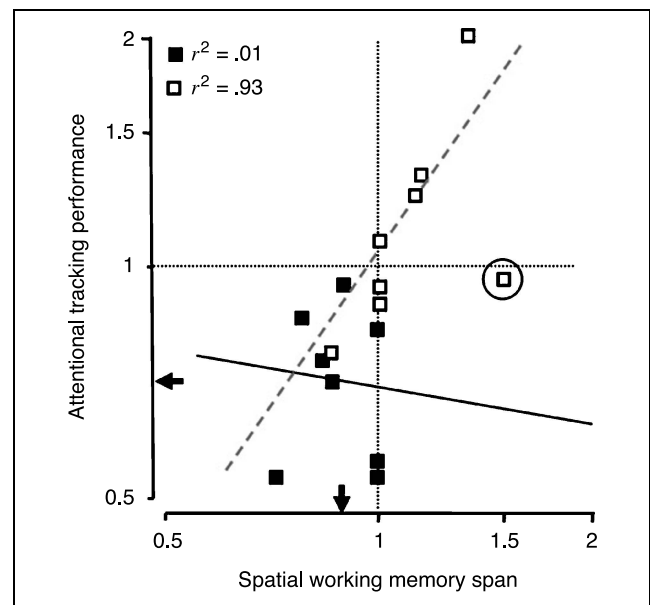 2
r² = .01
r² = .93
1.5
Attentional tracking performance
1
0.5
0.5 1 1.5 2
Spatial working memory span